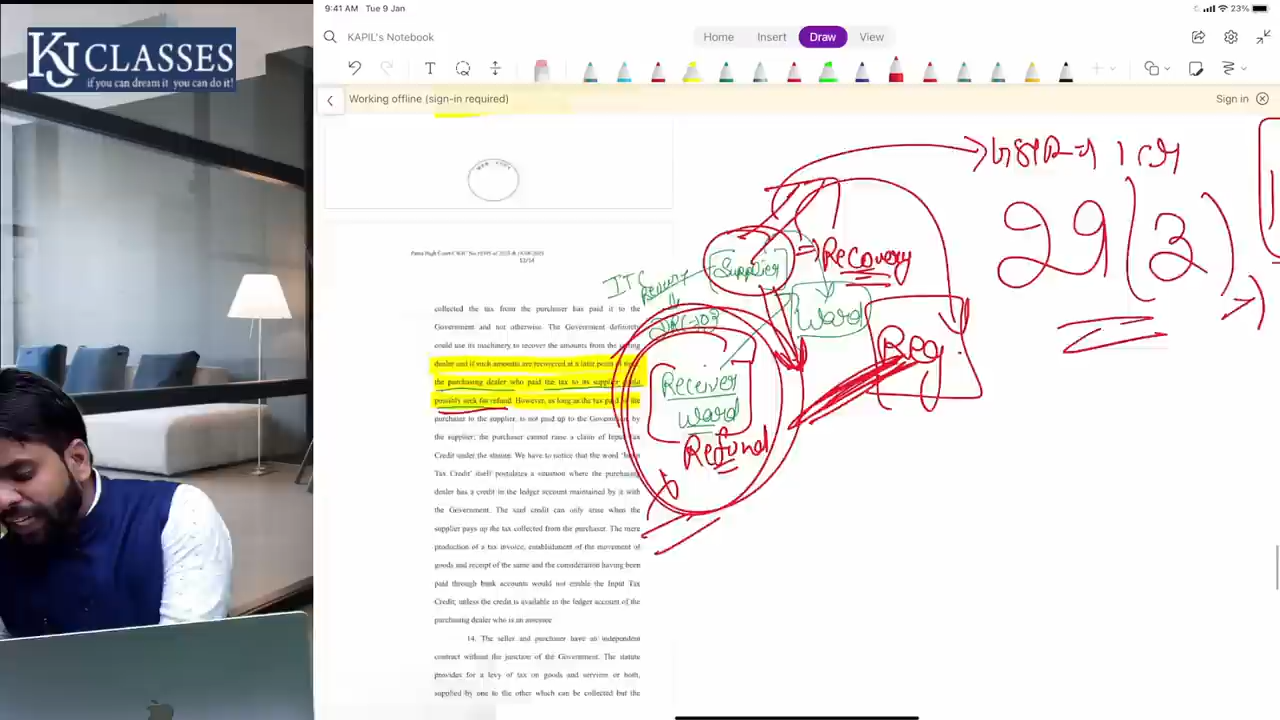 9:41 AM Tue 9 Jan
23%
KJ CLASSES
if you can dream it you can do it!
KAPIL's Notebook
Home Insert Draw View
T
Working offline (sign-in required)
Sign in
Patna High Court CWJC No. of 2023 dt
12/14
collected the tax from the purchaser has paid it to the
Government and not otherwise. The Government definitely
could use its machinery to recover the amounts from the selling
dealer and if such amounts are recovered at a later point of time
the purchasing dealer who paid the tax to its supplier could
possibly seek for refund. However, as long as the tax paid by the
purchaser to the supplier, is not paid up to the Government by
the supplier; the purchaser cannot raise a claim of Input Tax
Credit under the statute. We have to notice that the word 'Input
Tax Credit' itself postulates a situation where the purchasing
dealer has a credit in the ledger account maintained by it with
the Government. The said credit can only arise when the
supplier pays up the tax collected from the purchaser. The mere
production of a tax invoice, establishment of the movement of
goods and receipt of the same and the consideration having been
paid through bank accounts would not enable the Input Tax
Credit; unless the credit is available in the ledger account of the
purchasing dealer who is an assessee
14. The seller and purchaser have an independent
contract without the junction of the Government. The statute
provides for a levy of tax on goods and services or both,
supplied by one to the other which can be collected but the
29(3)
Supplier ⇒ Recovery
ITC
Ward
Reg.
Receiver
ward
Refund